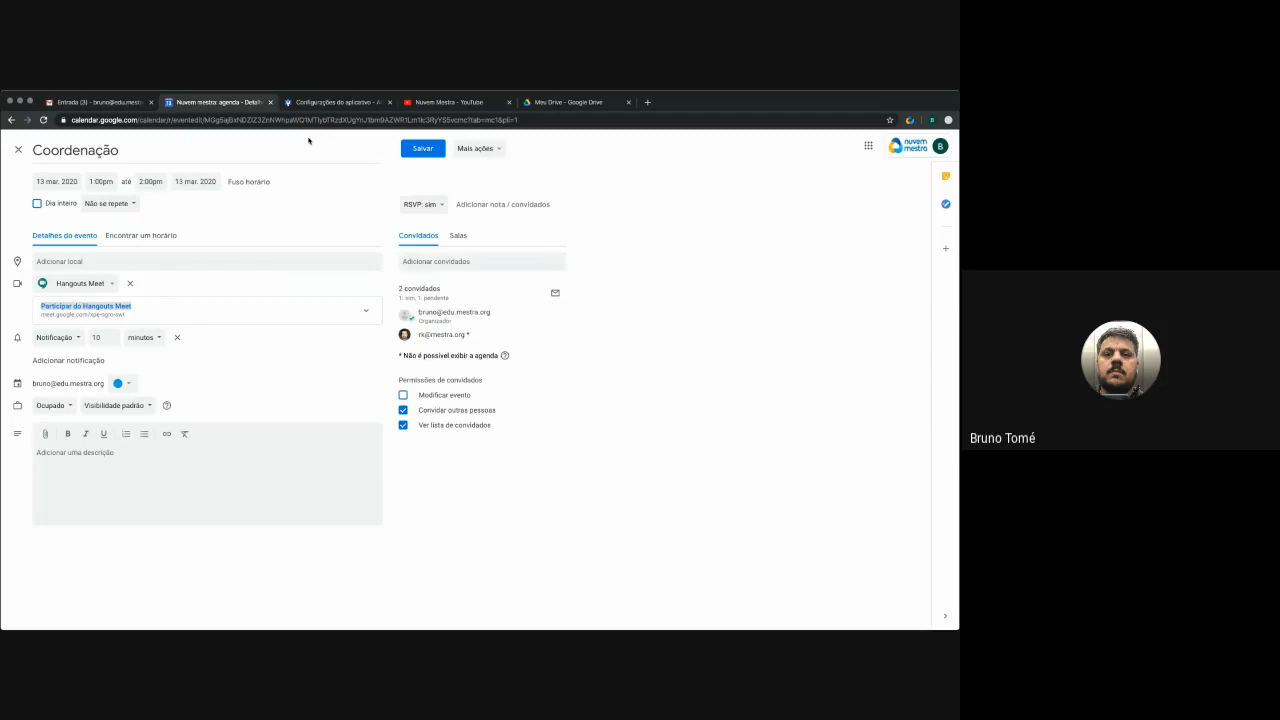 Entrada (3) - bruno@edu.mestr
Nuvem mestra: agenda - Detalh
Configurações do aplicativo - A
Nuvem Mestra - YouTube
Meu Drive - Google Drive
Coordenação
Salvar
Mais ações
nuvem mestra
B
13 mar. 2020
1:00pm
até
2:00pm
13 mar. 2020
Fuso horário
Dia inteiro
Não se repete
RSVP: sim
Adicionar nota / convidados
Detalhes do evento
Encontrar um horário
Convidados
Salas
Adicionar local
Adicionar convidados
Hangouts Meet
2 convidados
1: sim, 1: pendente
Participar do Hangouts Meet
bruno@edu.mestra.org
Organizador
Notificação
10
minutos
rk@mestra.org *
Adicionar notificação
* Não é possível exibir a agenda
bruno@edu.mestra.org
Permissões de convidados
Modificar evento
Ocupado
Visibilidade padrão
Convidar outras pessoas
Ver lista de convidados
B
I
U
Adicionar uma descrição
Bruno Tomé